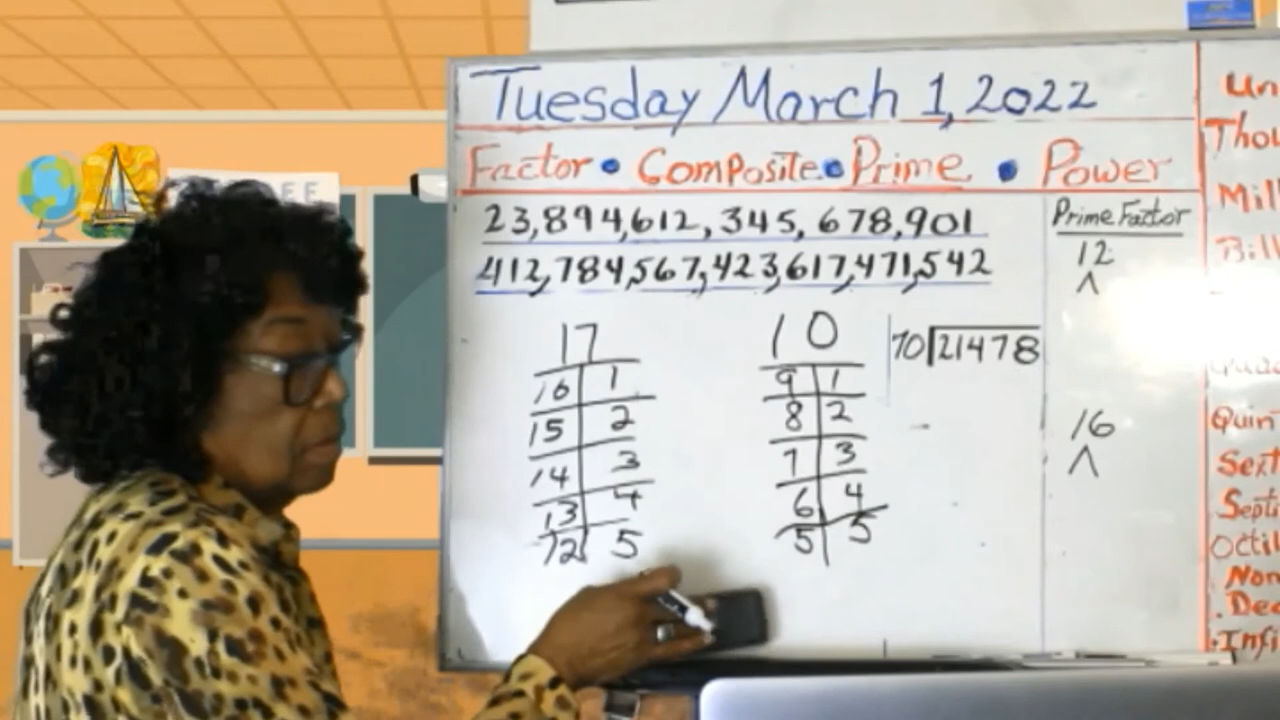 Tuesday March 1, 2022
Factor • Composite • Prime • Power
23,894,612,345,678,901
412,784,567,423,617,471,542
Prime Factor
12
16
17
16 1
15 2
14 3
13 4
12 5
10
9 1
8 2
7 3
6 4
5 5
70 21478
Un
Thou
Mill
Bill
Quad
Quin
Sext
Septi
Octil
Non
Dec
Infi